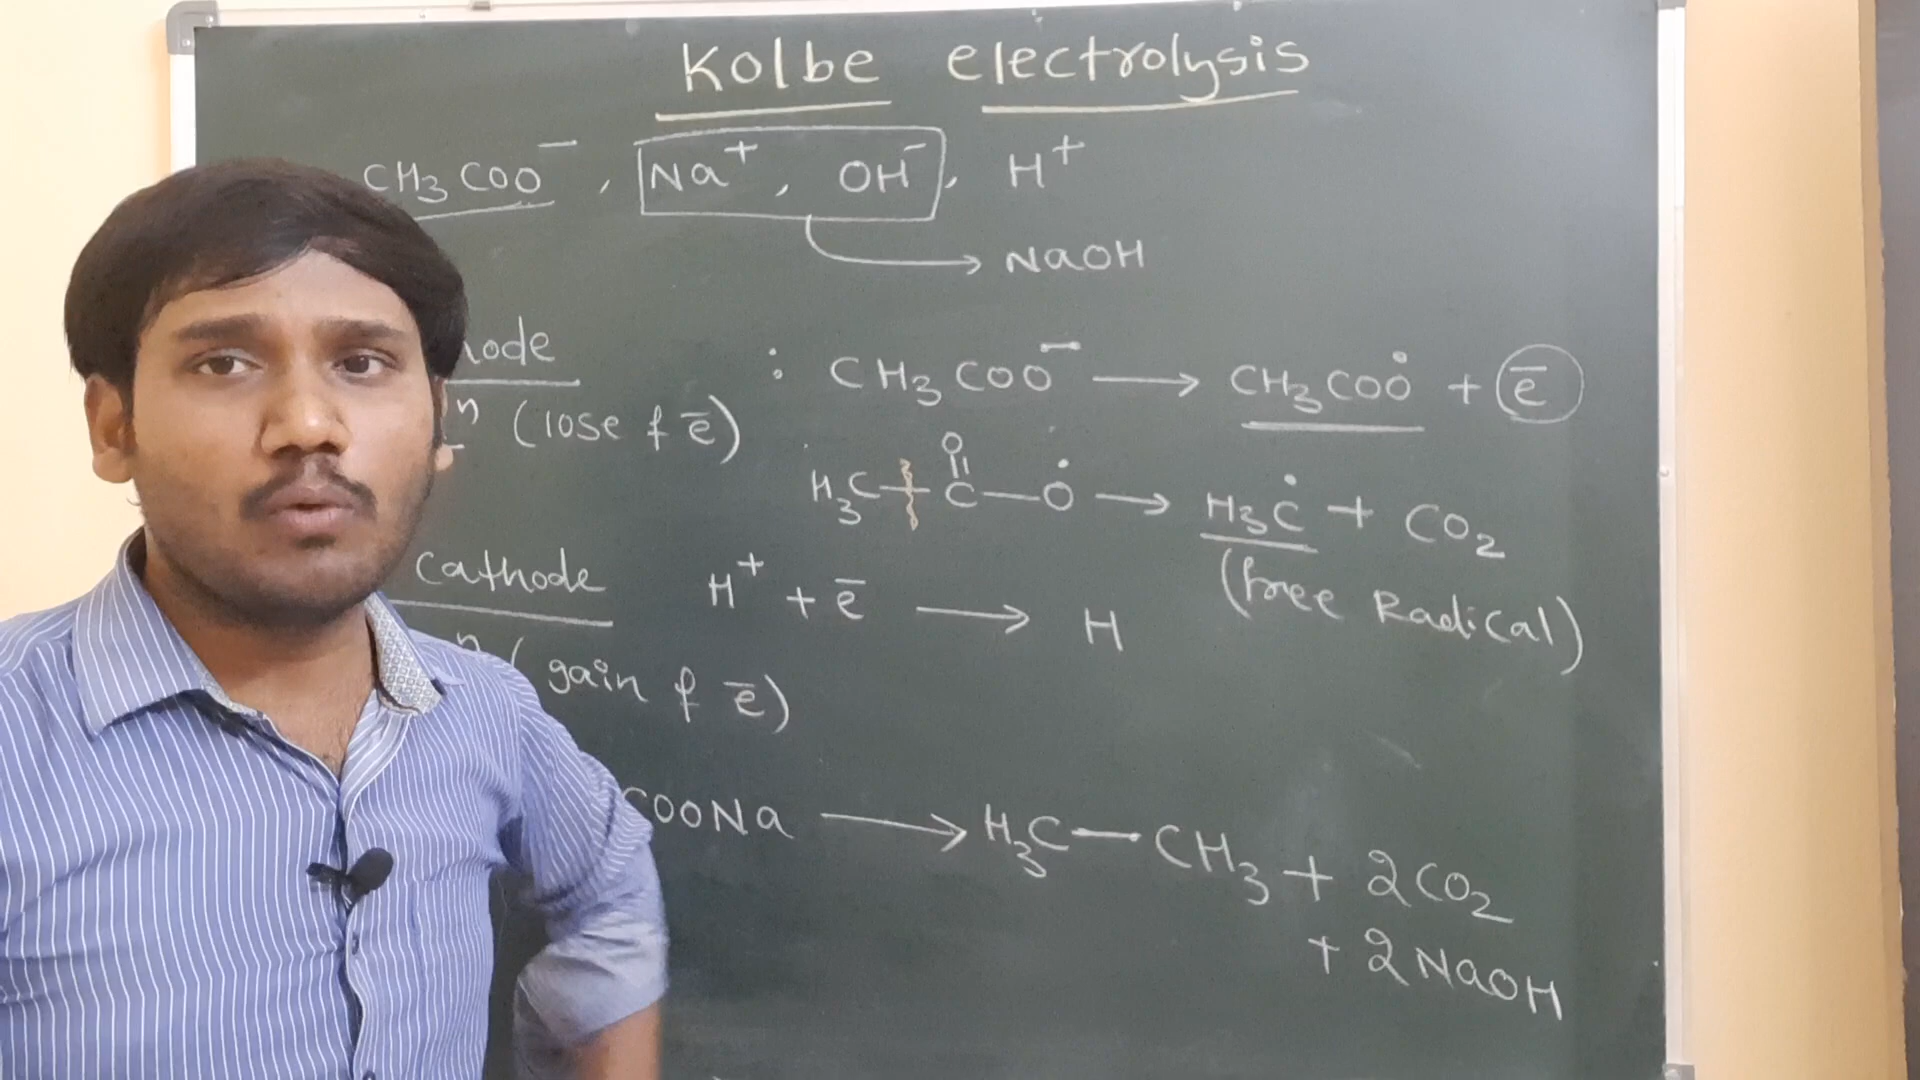 Kolbe electrolysis
CH₃COO⁻ , Na⁺ , OH⁻ , H⁺
NaOH
: CH₃COO⁻ → CH₃COȮ + e̅
(lose of e̅)
O
H₃C — C — Ȯ → H₃Ċ + CO₂
(free Radical)
Cathode H⁺ + e̅ → H
(gain of e̅)
COONa → H₃C — CH₃ + 2CO₂
+ 2NaOH